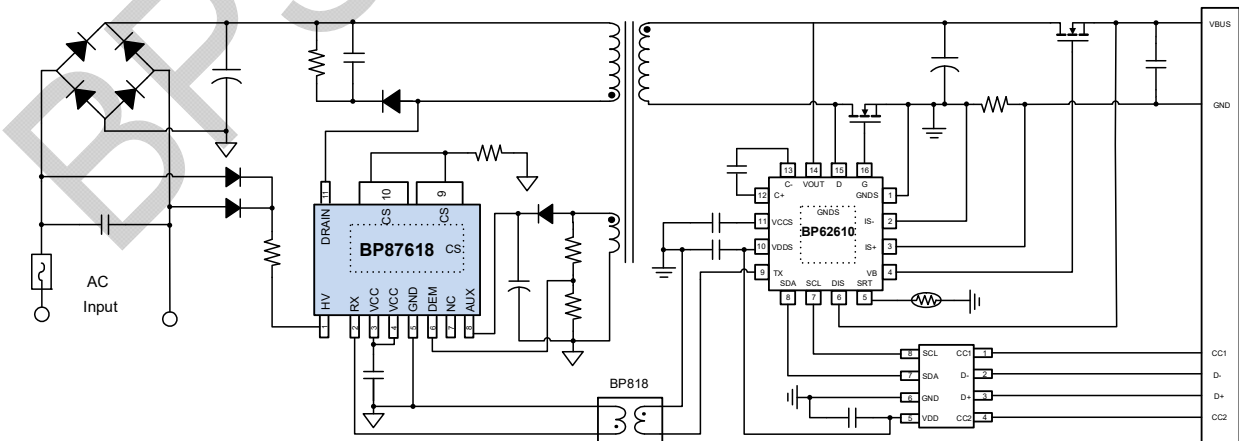 BPS
VBUS
GND
AC
Input
DRAIN
CS
CS
CS
BP87618
HV
RX
VCC
VCC
GND
DEM
NC
AUX
11
10
9
1
2
3
4
5
6
7
8
BP818
13
14
15
16
C-
VOUT
D
G
12
C+
GNDS
1
GNDS
11
VCCS
BP62610
IS-
2
10
VDDS
IS+
3
9
TX
VB
4
SDA
SCL
DIS
SRT
8
7
6
5
8
SCL
CC1
1
7
SDA
D-
2
6
GND
D+
3
5
VDD
CC2
4
CC1
D-
D+
CC2